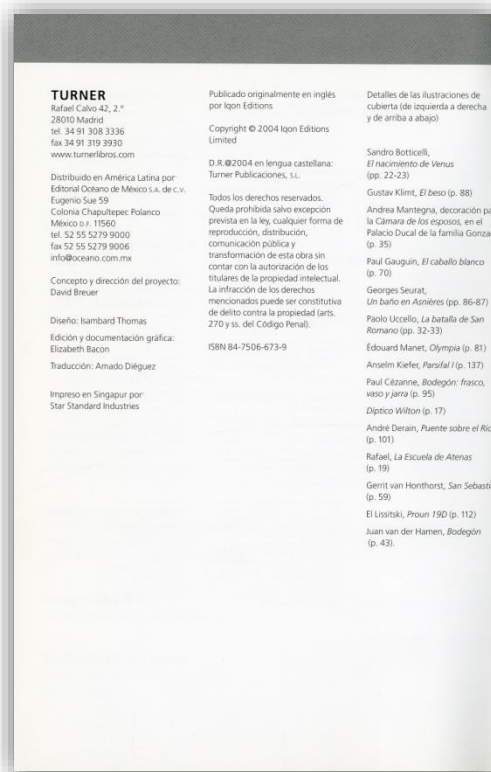 TURNER
Rafael Calvo 42, 2.°
28010 Madrid
tel. 34 91 308 3336
fax 34 91 319 3930
www.turnerlibros.com
Distribuido en América Latina por
Editorial Océano de México S.A. de C.V.
Eugenio Sue 59
Colonia Chapultepec Polanco
México D.F. 11560
tel. 52 55 5279 9000
fax 52 55 5279 9006
info@oceano.com.mx
Concepto y dirección del proyecto:
David Breuer
Diseño: Isambard Thomas
Edición y documentación gráfica:
Elizabeth Bacon
Traducción: Amado Diéguez
Impreso en Singapur por
Star Standard Industries
Publicado originalmente en inglés
por Iqon Editions
Copyright © 2004 Iqon Editions
Limited
D.R.@2004 en lengua castellana:
Turner Publicaciones, S.L.
Todos los derechos reservados.
Queda prohibida salvo excepción
prevista en la ley, cualquier forma de
reproducción, distribución,
comunicación pública y
transformación de esta obra sin
contar con la autorización de los
titulares de la propiedad intelectual.
La infracción de los derechos
mencionados puede ser constitutiva
de delito contra la propiedad (arts.
270 y ss. del Código Penal).
ISBN 84-7506-673-9
Detalles de las ilustraciones de
cubierta (de izquierda a derecha
y de arriba a abajo)
Sandro Botticelli,
El nacimiento de Venus
(pp. 22-23)
Gustav Klimt, El beso (p. 88)
Andrea Mantegna, decoración pa
la Cámara de los esposos, en el
Palacio Ducal de la familia Gonza
(p. 35)
Paul Gauguin, El caballo blanco
(p. 70)
Georges Seurat,
Un baño en Asnières (pp. 86-87)
Paolo Uccello, La batalla de San
Romano (pp. 32-33)
Édouard Manet, Olympia (p. 81)
Anselm Kiefer, Parsifal I (p. 137)
Paul Cézanne, Bodegón: frasco,
vaso y jarra (p. 95)
Díptico Wilton (p. 17)
André Derain, Puente sobre el Rio
(p. 101)
Rafael, La Escuela de Atenas
(p. 19)
Gerrit van Honthorst, San Sebasti
(p. 59)
El Lissitski, Proun 19D (p. 112)
Juan van der Hamen, Bodegón
(p. 43).